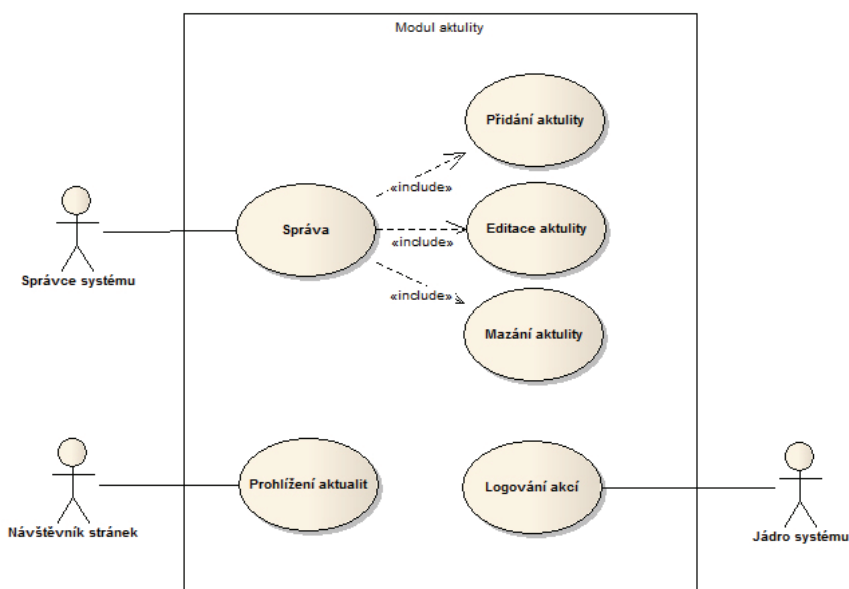 Modul aktulity
Přidání aktulity
«include»
Správa
Editace aktulity
«include»
Správce systému
«include»
Mazání aktulity
Prohlížení aktualit
Logování akcí
Návštěvník stránek
Jádro systému